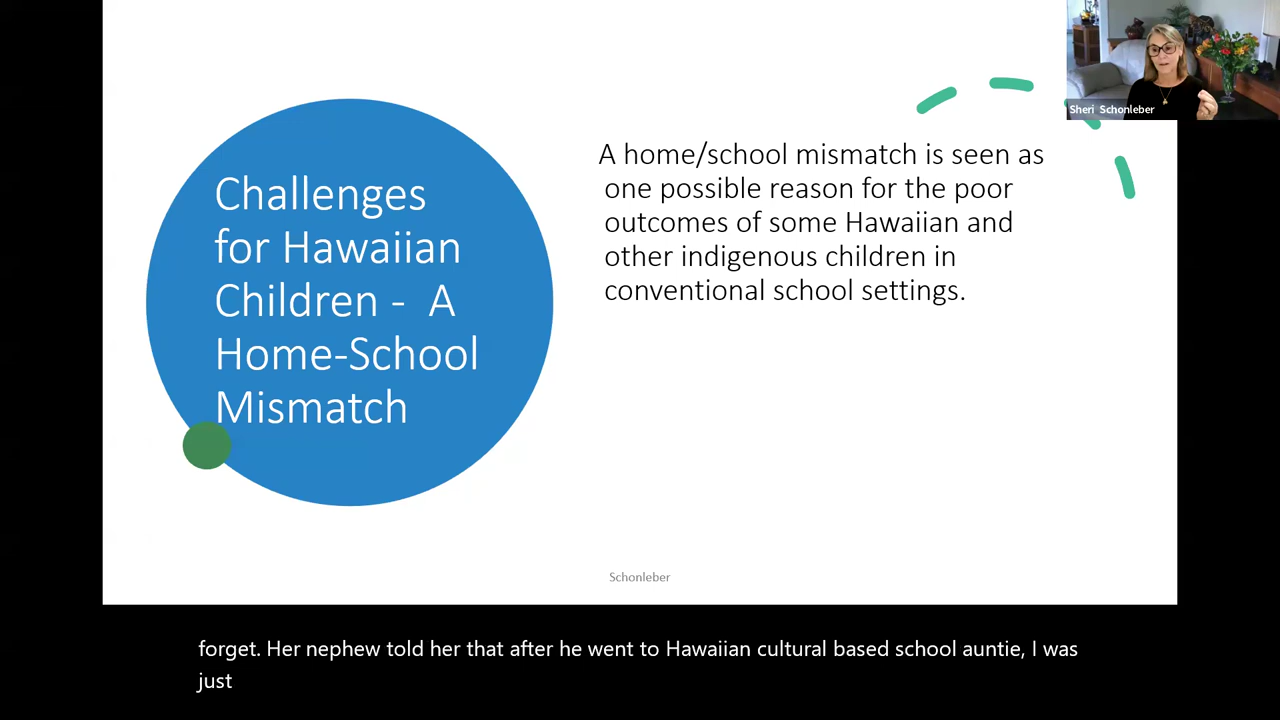 Sheri Schonleber
Challenges
for Hawaiian
Children - A
Home-School
Mismatch
A home/school mismatch is seen as
one possible reason for the poor
outcomes of some Hawaiian and
other indigenous children in
conventional school settings.
Schonleber
forget. Her nephew told her that after he went to Hawaiian cultural based school auntie, I was
just